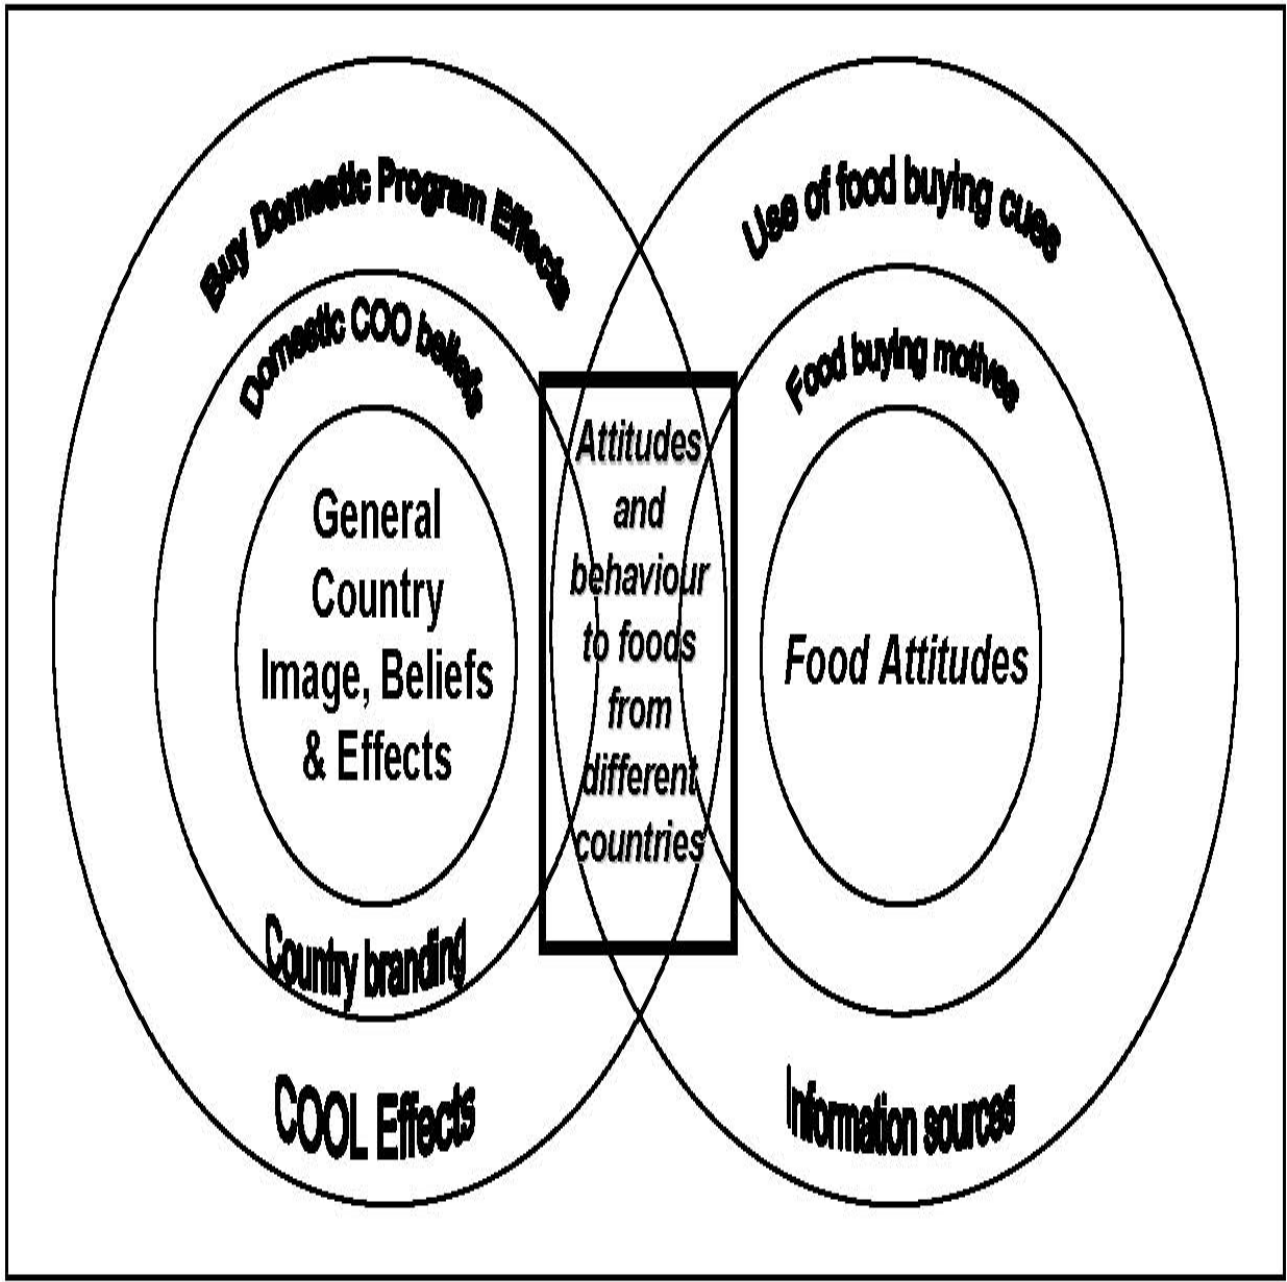 Buy Domestic Program Effects
Domestic COO beliefs
General
Country
Image, Beliefs
& Effects
Country branding
COOL Effects
Attitudes
and
behaviour
to foods
from
different
countries
Use of food buying cues
Food buying motives
Food Attitudes
Information sources